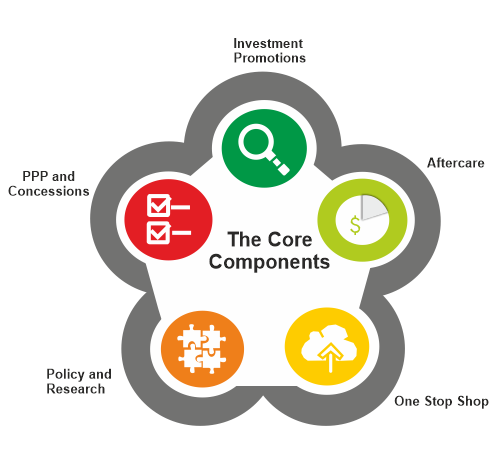 Investment
Promotions
PPP and
Concessions
Aftercare
$
The Core
Components
Policy and
Research
One Stop Shop